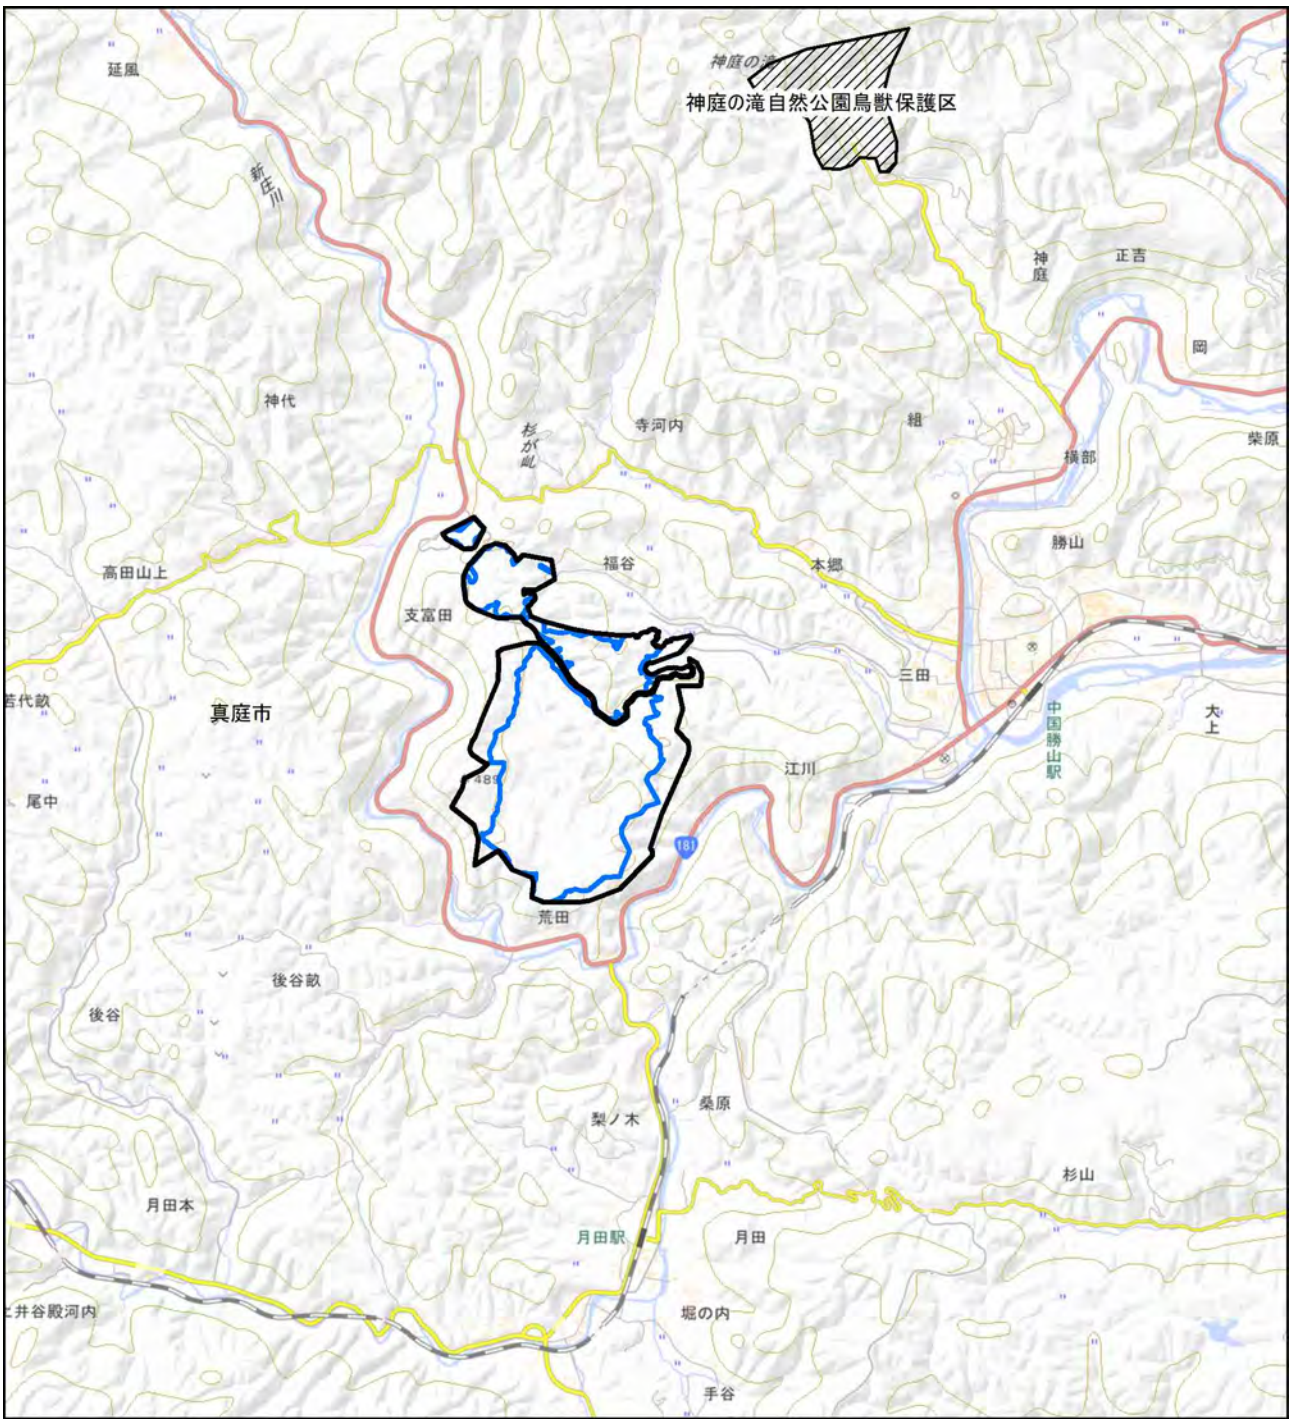 延風
神庭の滝
神庭の滝自然公園鳥獣保護区
新庄川
神庭
正吉
岡
神代
杉が乢
寺河内
組
柴原
横部
勝山
高田山上
福谷
本郷
支富田
三田
若代畝
真庭市
大上
中国勝山駅
489
江川
尾中
181
荒田
後谷畝
後谷
桑原
梨ノ木
杉山
月田本
月田駅
月田
井谷殿河内
堀の内
手谷